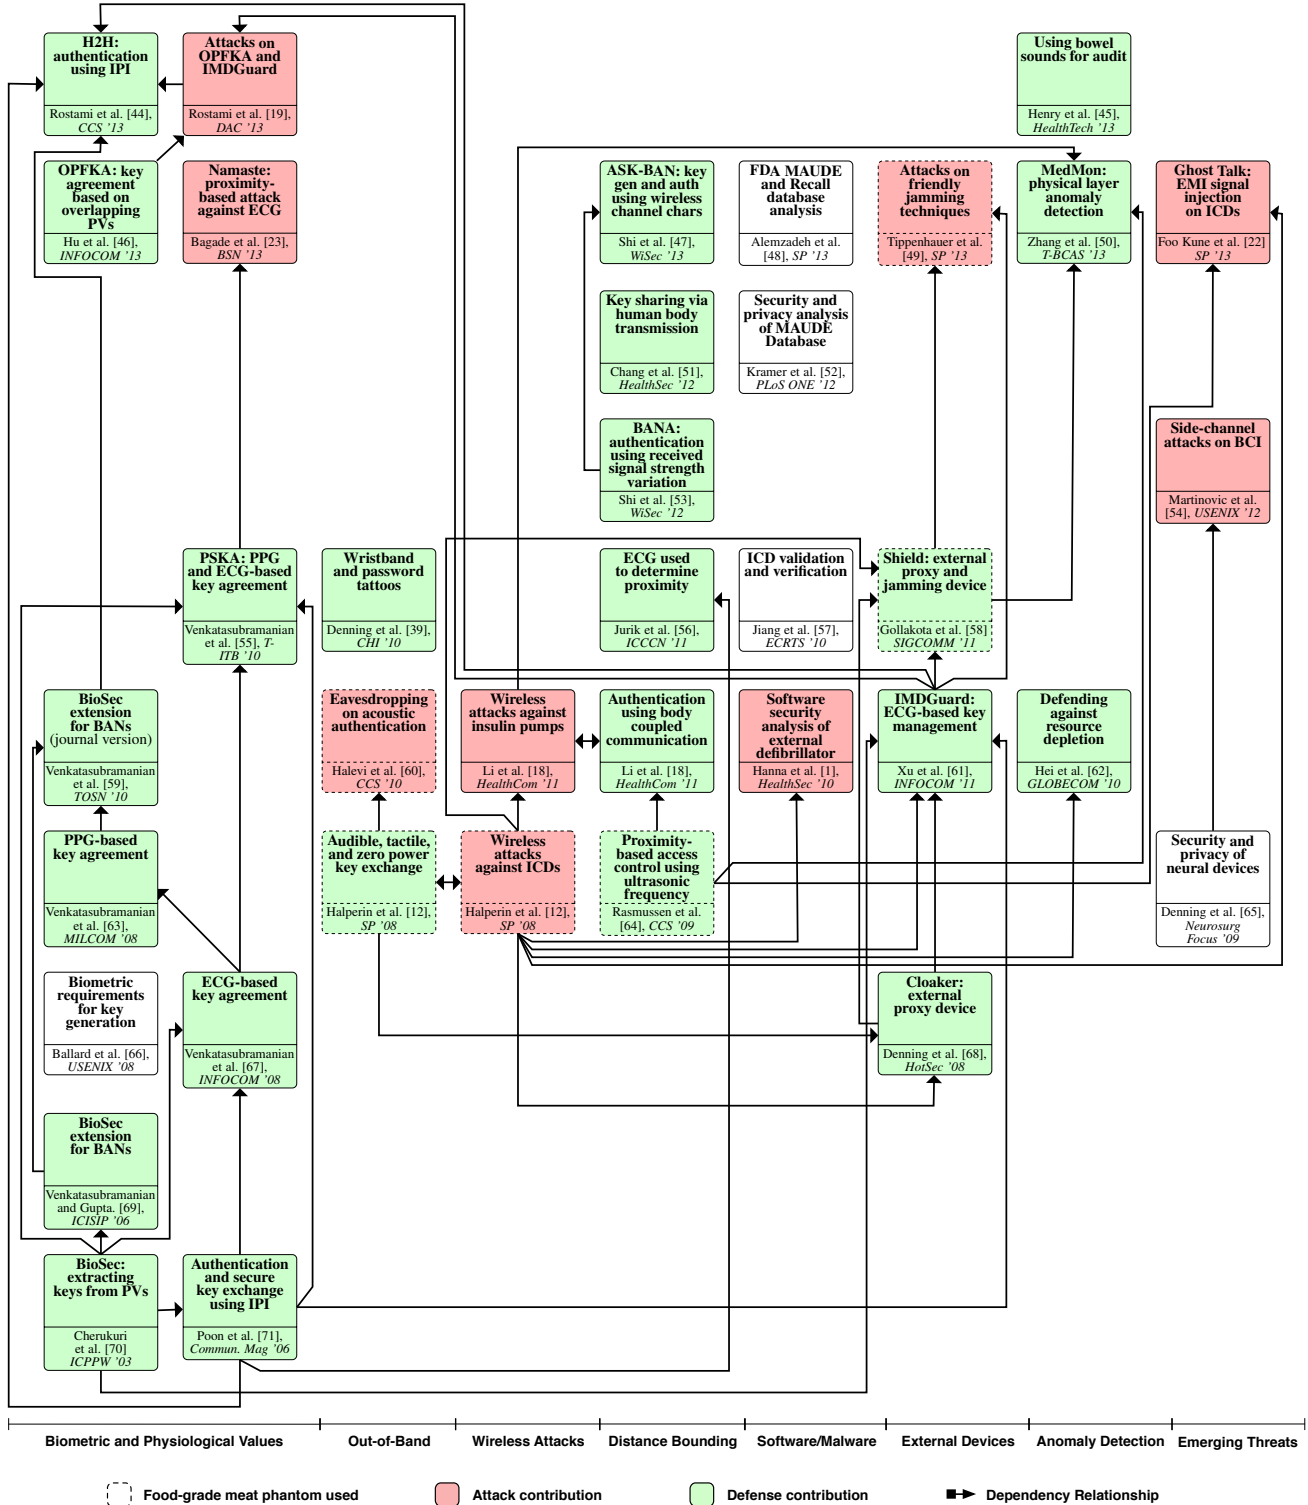 H2H:
authentication
using IPI
Rostami et al. [44],
CCS '13
Attacks on
OPFKA and
IMDGuard
Rostami et al. [19],
DAC '13
Using bowel
sounds for audit
Henry et al. [45],
HealthTech '13
OPFKA: key
agreement
based on
overlapping
PVs
Hu et al. [46],
INFOCOM '13
Namaste:
proximity-
based attack
against ECG
Bagade et al. [23],
BSN '13
ASK-BAN: key
gen and auth
using wireless
channel chars
Shi et al. [47],
WiSec '13
FDA MAUDE
and Recall
database
analysis
Alemzadeh et al.
[48], SP '13
Attacks on
friendly
jamming
techniques
Tippenhauer et al.
[49], SP '13
MedMon:
physical layer
anomaly
detection
Zhang et al. [50],
T-BCAS '13
Ghost Talk:
EMI signal
injection
on ICDs
Foo Kune et al. [22]
SP '13
Key sharing via
human body
transmission
Chang et al. [51],
HealthSec '12
Security and
privacy analysis
of MAUDE
Database
Kramer et al. [52],
PLoS ONE '12
BANA:
authentication
using received
signal strength
variation
Shi et al. [53],
WiSec '12
Side-channel
attacks on BCI
Martinovic et al.
[54], USENIX '12
PSKA: PPG
and ECG-based
key agreement
Venkatasubramanian
et al. [55], T-
ITB '10
Wristband
and password
tattoos
Denning et al. [39],
CHI '10
ECG used
to determine
proximity
Jurik et al. [56],
ICCCN '11
ICD validation
and verification
Jiang et al. [57],
ECRTS '10
Shield: external
proxy and
jamming device
Gollakota et al. [58]
SIGCOMM '11
BioSec
extension
for BANs
(journal version)
Venkatasubramanian
et al. [59],
TOSN '10
Eavesdropping
on acoustic
authentication
Halevi et al. [60],
CCS '10
Wireless
attacks against
insulin pumps
Li et al. [18],
HealthCom '11
Authentication
using body
coupled
communication
Li et al. [18],
HealthCom '11
Software
security
analysis of
external
defibrillator
Hanna et al. [1],
HealthSec '10
IMDGuard:
ECG-based key
management
Xu et al. [61],
INFOCOM '11
Defending
against
resource
depletion
Hei et al. [62],
GLOBECOM '10
PPG-based
key agreement
Venkatasubramanian
et al. [63],
MILCOM '08
Audible, tactile,
and zero power
key exchange
Halperin et al. [12],
SP '08
Wireless
attacks
against ICDs
Halperin et al. [12],
SP '08
Proximity-
based access
control using
ultrasonic
frequency
Rasmussen et al.
[64], CCS '09
Security and
privacy of
neural devices
Denning et al. [65],
Neurosurg
Focus '09
Biometric
requirements
for key
generation
Ballard et al. [66],
USENIX '08
ECG-based
key agreement
Venkatasubramanian
et al. [67],
INFOCOM '08
Cloaker:
external
proxy device
Denning et al. [68],
HotSec '08
BioSec
extension
for BANs
Venkatasubramanian
and Gupta. [69],
ICISIP '06
BioSec:
extracting
keys from PVs
Cherukuri
et al. [70]
ICPPW '03
Authentication
and secure
key exchange
using IPI
Poon et al. [71],
Commun. Mag '06
Biometric and Physiological Values
Out-of-Band
Wireless Attacks
Distance Bounding
Software/Malware
External Devices
Anomaly Detection
Emerging Threats
Food-grade meat phantom used
Attack contribution
Defense contribution
Dependency Relationship